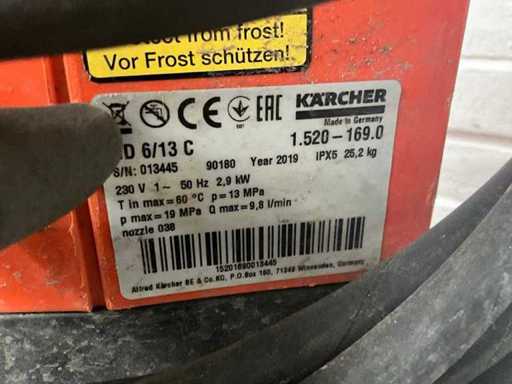 from frost!
Vor Frost schützen!
CE
EAC
KÄRCHER
Made in Germany
D 6/13 C
1.520-169.0
S/N: 013445 90180 Year 2019 IPX5 25,2 kg
230 V 1~ 50 Hz 2,9 kW
T in max=60 °C p=13 MPa
p max=19 MPa Q max=9,8 l/min
nozzle 038
15201690013445
Alfred Kärcher SE & Co.KG, P.O.Box 160, 71349 Winnenden, Germany